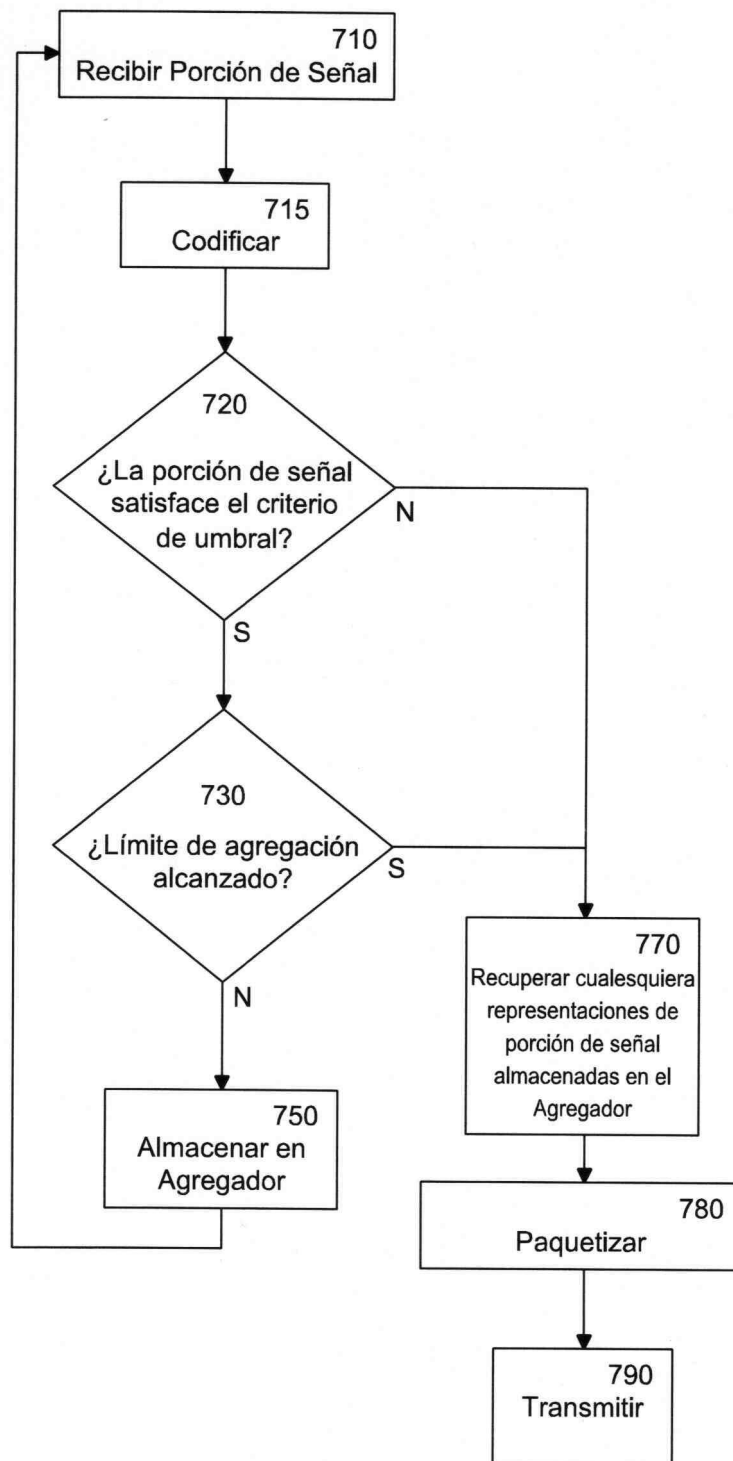 710
Recibir Porción de Señal
715
Codificar
720
¿La porción de señal
satisface el criterio
de umbral?
N
S
730
¿Límite de agregación
alcanzado?
S
N
770
Recuperar cualesquiera
representaciones de
porción de señal
almacenadas en el
Agregador
750
Almacenar en
Agregador
780
Paquetizar
790
Transmitir